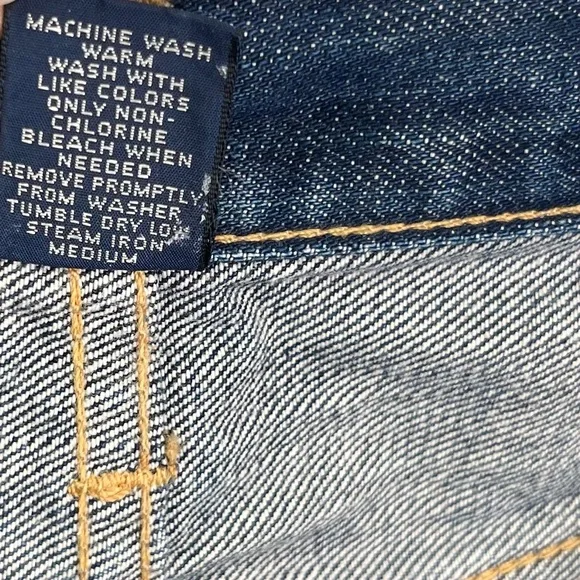 MACHINE WASH
WARM
WASH WITH
LIKE COLORS
ONLY NON-
CHLORINE
BLEACH WHEN
NEEDED
REMOVE PROMPTLY
FROM WASHER
TUMBLE DRY LOW
STEAM IRON
MEDIUM